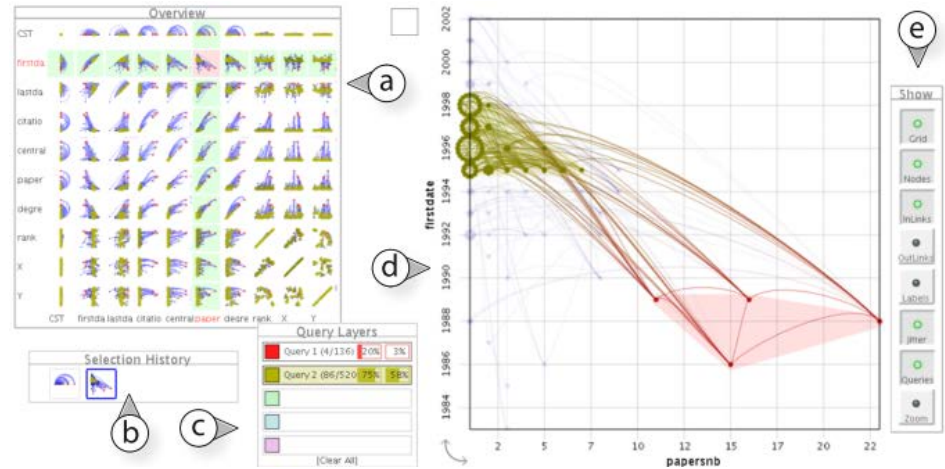 Overview
CST
firstda
lastda
citatio
central
paper
degre
rank
X
Y
CST firstda lastda citatio central paper degre rank X Y
a
Selection History
b
Query Layers
Query 1 (4/136) 20% 3%
Query 2 (86/520 75% 58%
[Clear All]
c
2002
2000
1998
1996
1994
1992
1990
1988
1986
1984
firstdate
0 2 5 7 10 12 15 17 20 22
papersnb
d
e
Show
Grid
Nodes
InLinks
OutLinks
Labels
Jitter
Queries
Zoom